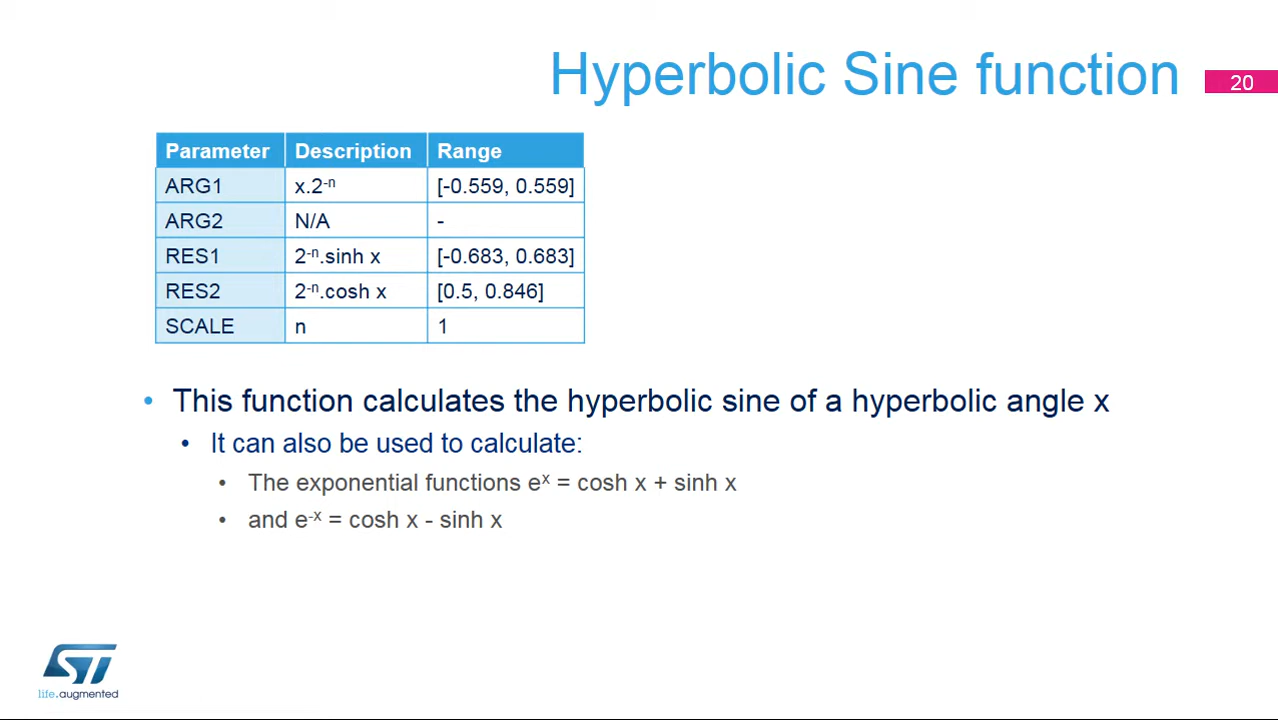 Hyperbolic Sine function
20
Parameter Description Range
ARG1 x.2⁻ⁿ [-0.559, 0.559]
ARG2 N/A -
RES1 2⁻ⁿ.sinh x [-0.683, 0.683]
RES2 2⁻ⁿ.cosh x [0.5, 0.846]
SCALE n 1
• This function calculates the hyperbolic sine of a hyperbolic angle x
• It can also be used to calculate:
• The exponential functions eˣ = cosh x + sinh x
• and e⁻ˣ = cosh x - sinh x
ST
life.augmented